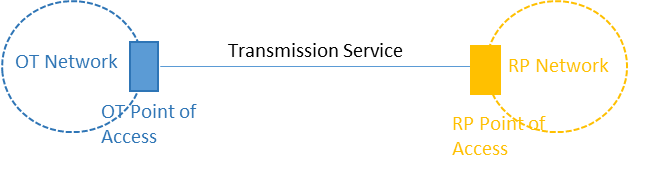 Transmission Service
OT Network
RP Network
OT Point of
Access
RP Point of
Access